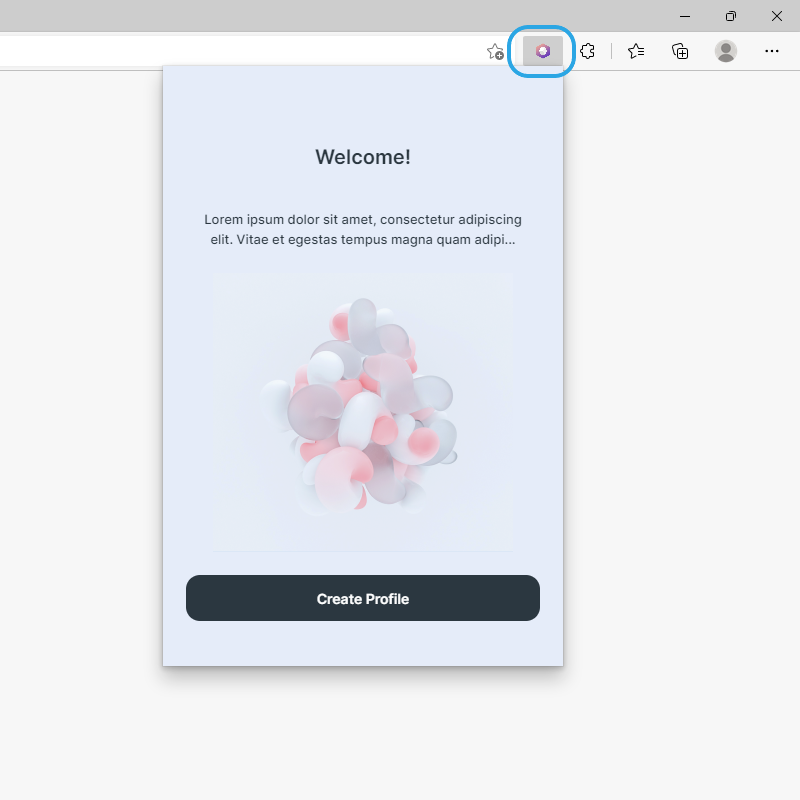 Welcome!
Lorem ipsum dolor sit amet, consectetur adipiscing
elit. Vitae et egestas tempus magna quam adipi...
Create Profile